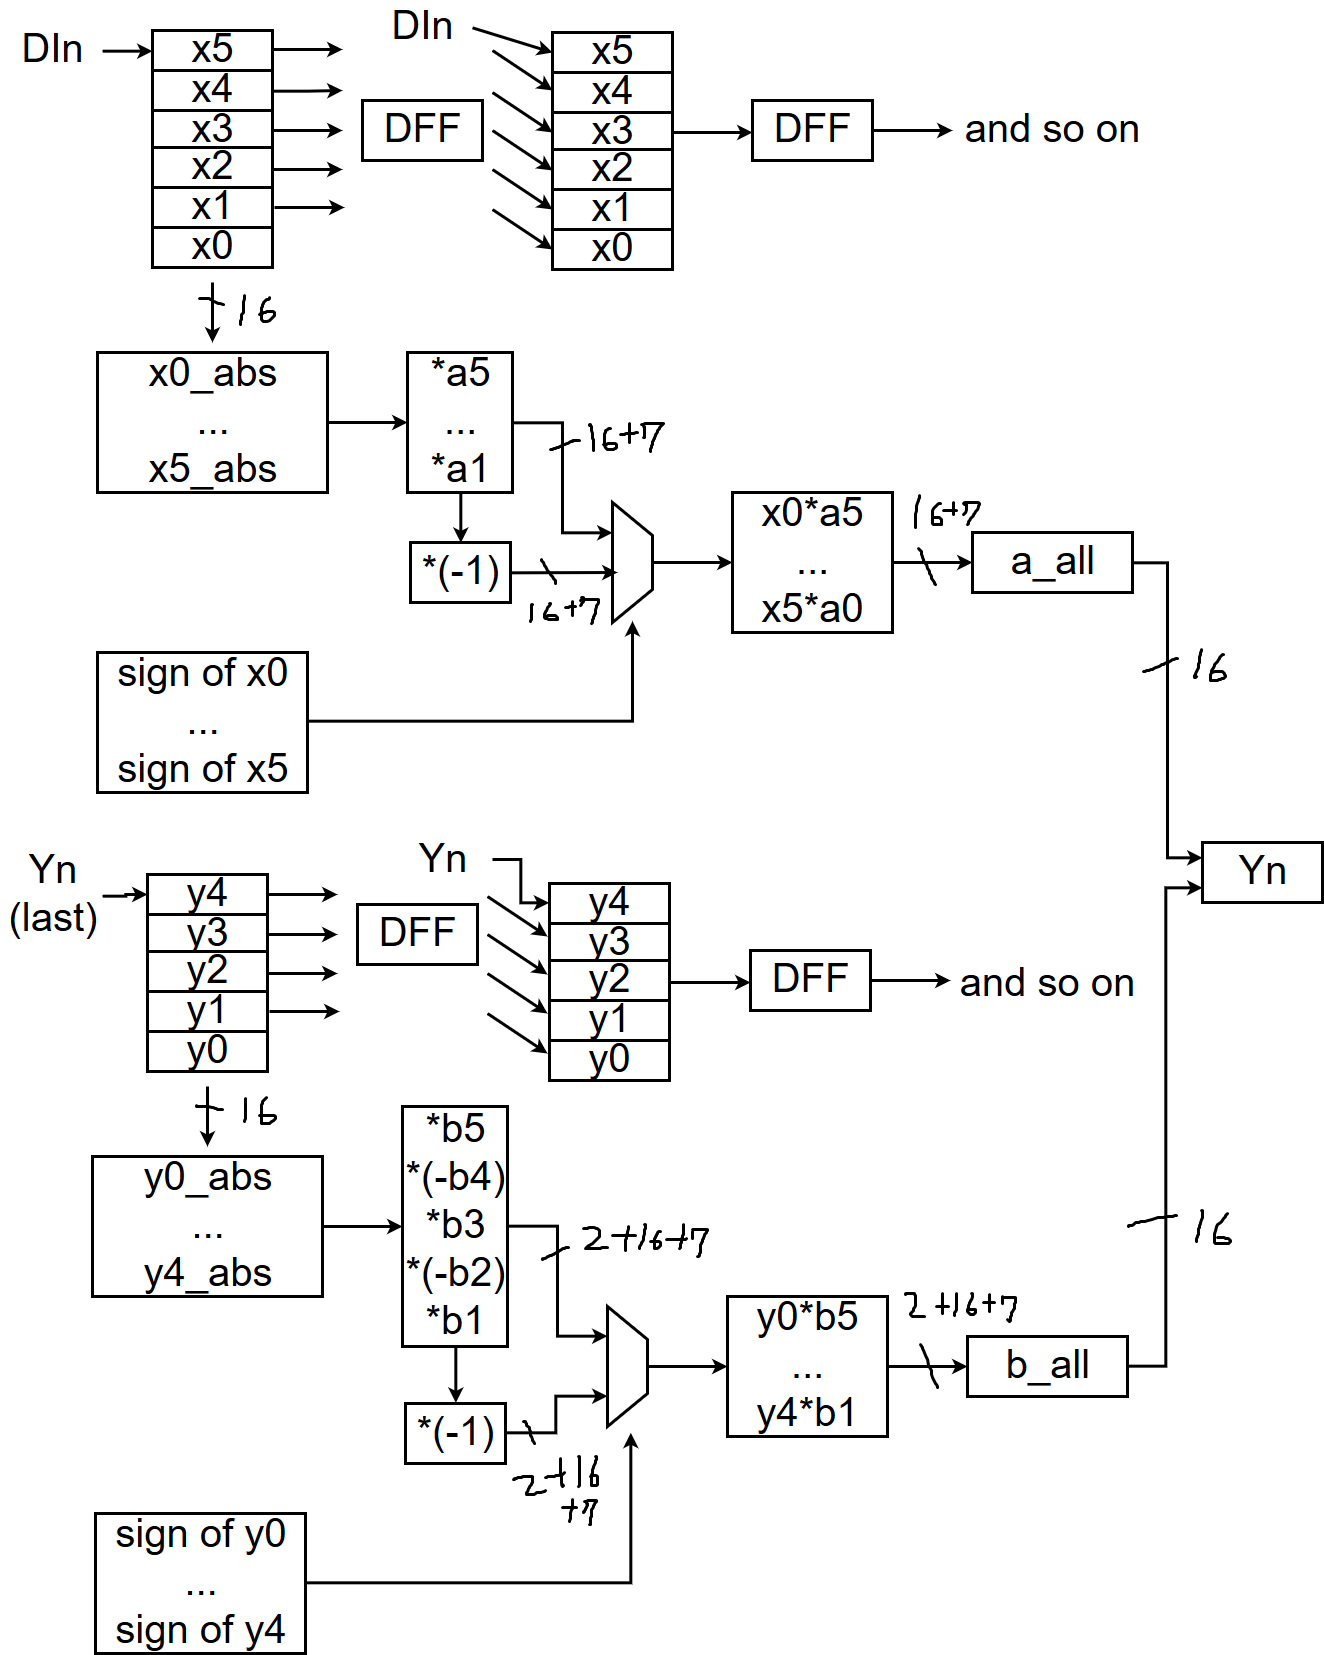 DIn
x5
x4
x3
x2
x1
x0
DFF
DIn
x5
x4
x3
x2
x1
x0
DFF
and so on
16
x0_abs
...
x5_abs
*a5
...
*a1
16+7
*(-1)
16+7
x0*a5
...
x5*a0
16+7
a_all
16
sign of x0
...
sign of x5
Yn
(last)
y4
y3
y2
y1
y0
DFF
Yn
y4
y3
y2
y1
y0
DFF
and so on
Yn
16
y0_abs
...
y4_abs
*b5
*(-b4)
*b3
*(-b2)
*b1
2+16+7
*(-1)
2+16
+7
y0*b5
...
y4*b1
2+16+7
b_all
16
sign of y0
...
sign of y4